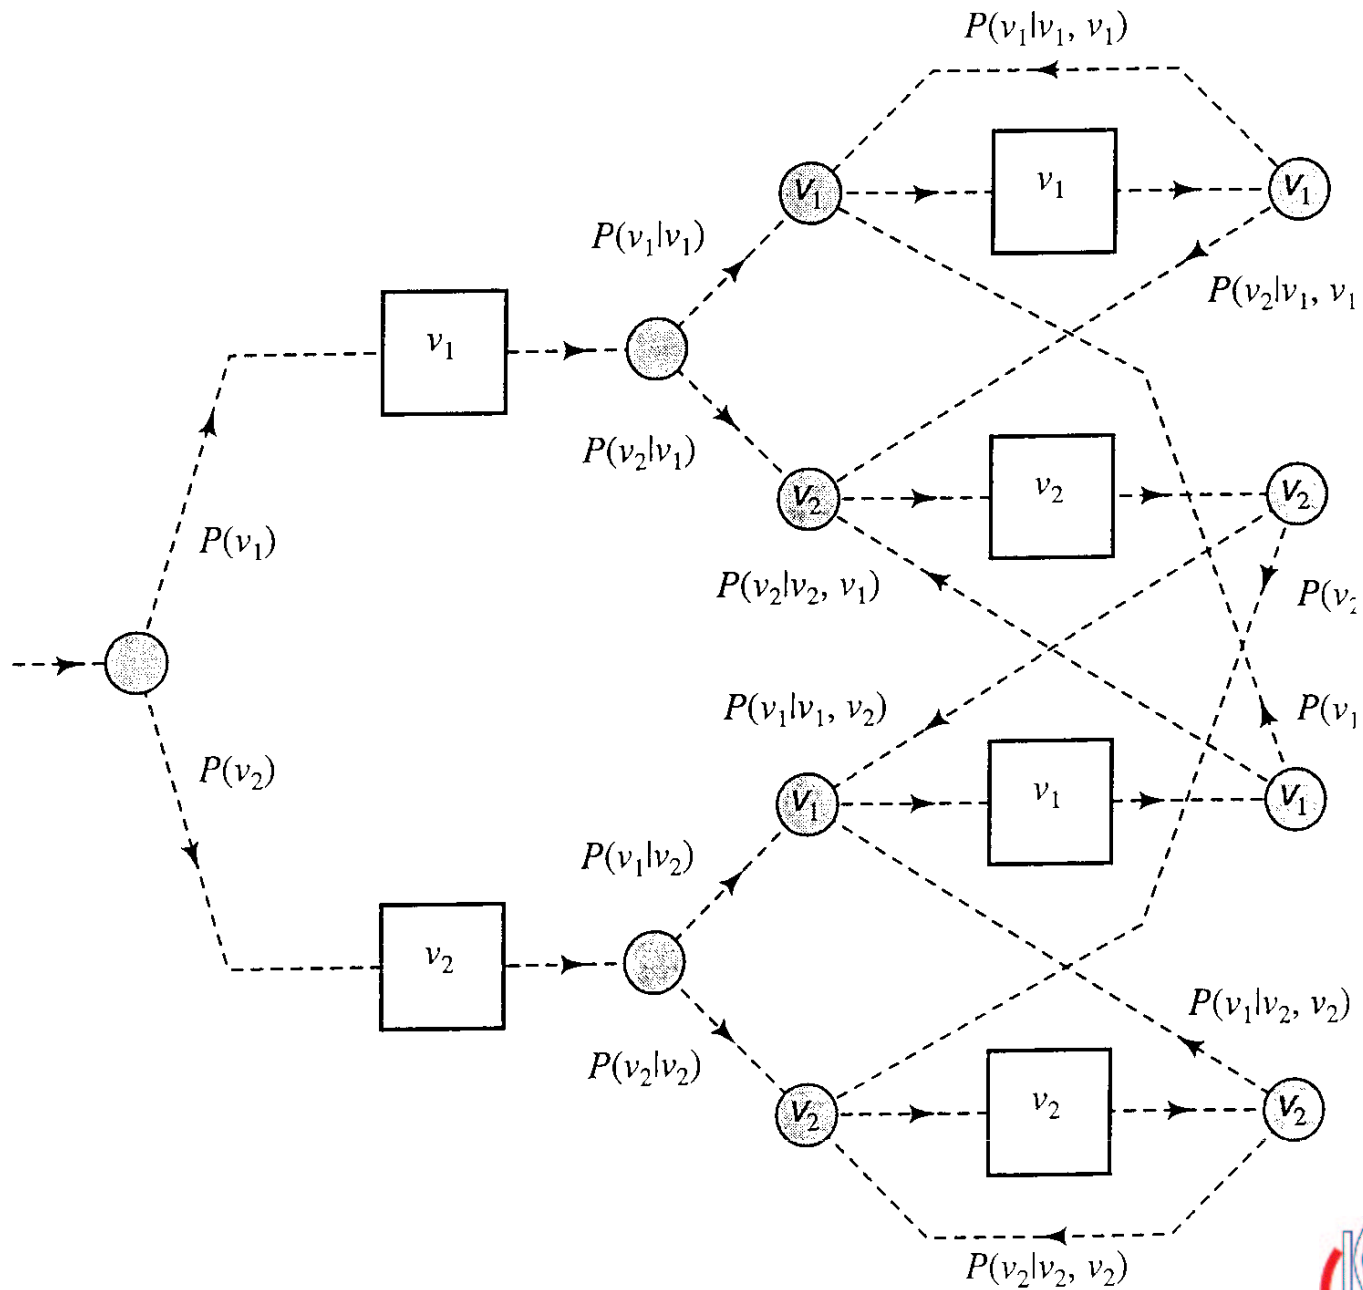 P(v₁|v₁, v₁)
v₁
v₁
v₁
P(v₁|v₁)
P(v₂|v₁, v₁
v₁
P(v₂|v₁)
v₂
v₂
v₂
P(v₁)
P(v₂|v₂, v₁)
P(v₂
P(v₁|v₁, v₂)
P(v₁
P(v₂)
v₁
v₁
v₁
P(v₁|v₂)
v₂
P(v₁|v₂, v₂)
P(v₂|v₂)
v₂
v₂
v₂
P(v₂|v₂, v₂)